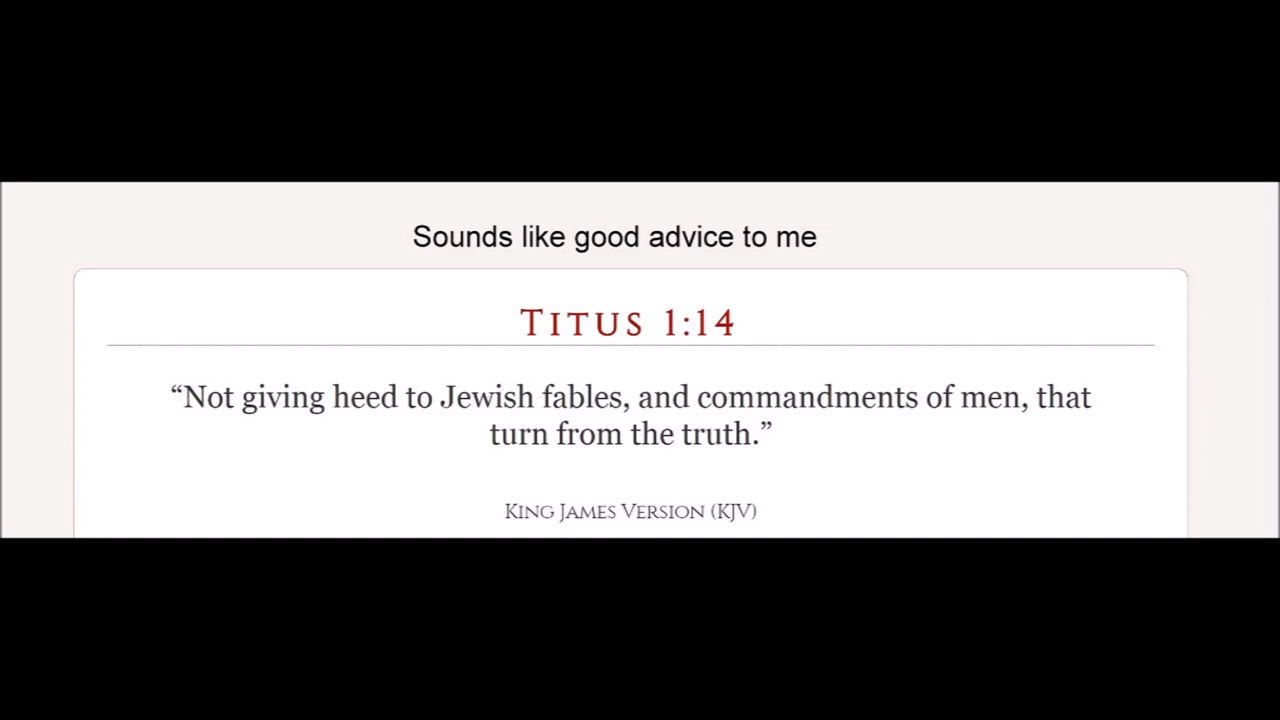 Sounds like good advice to me
TITUS 1:14
“Not giving heed to Jewish fables, and commandments of men, that
turn from the truth.”
KING JAMES VERSION (KJV)